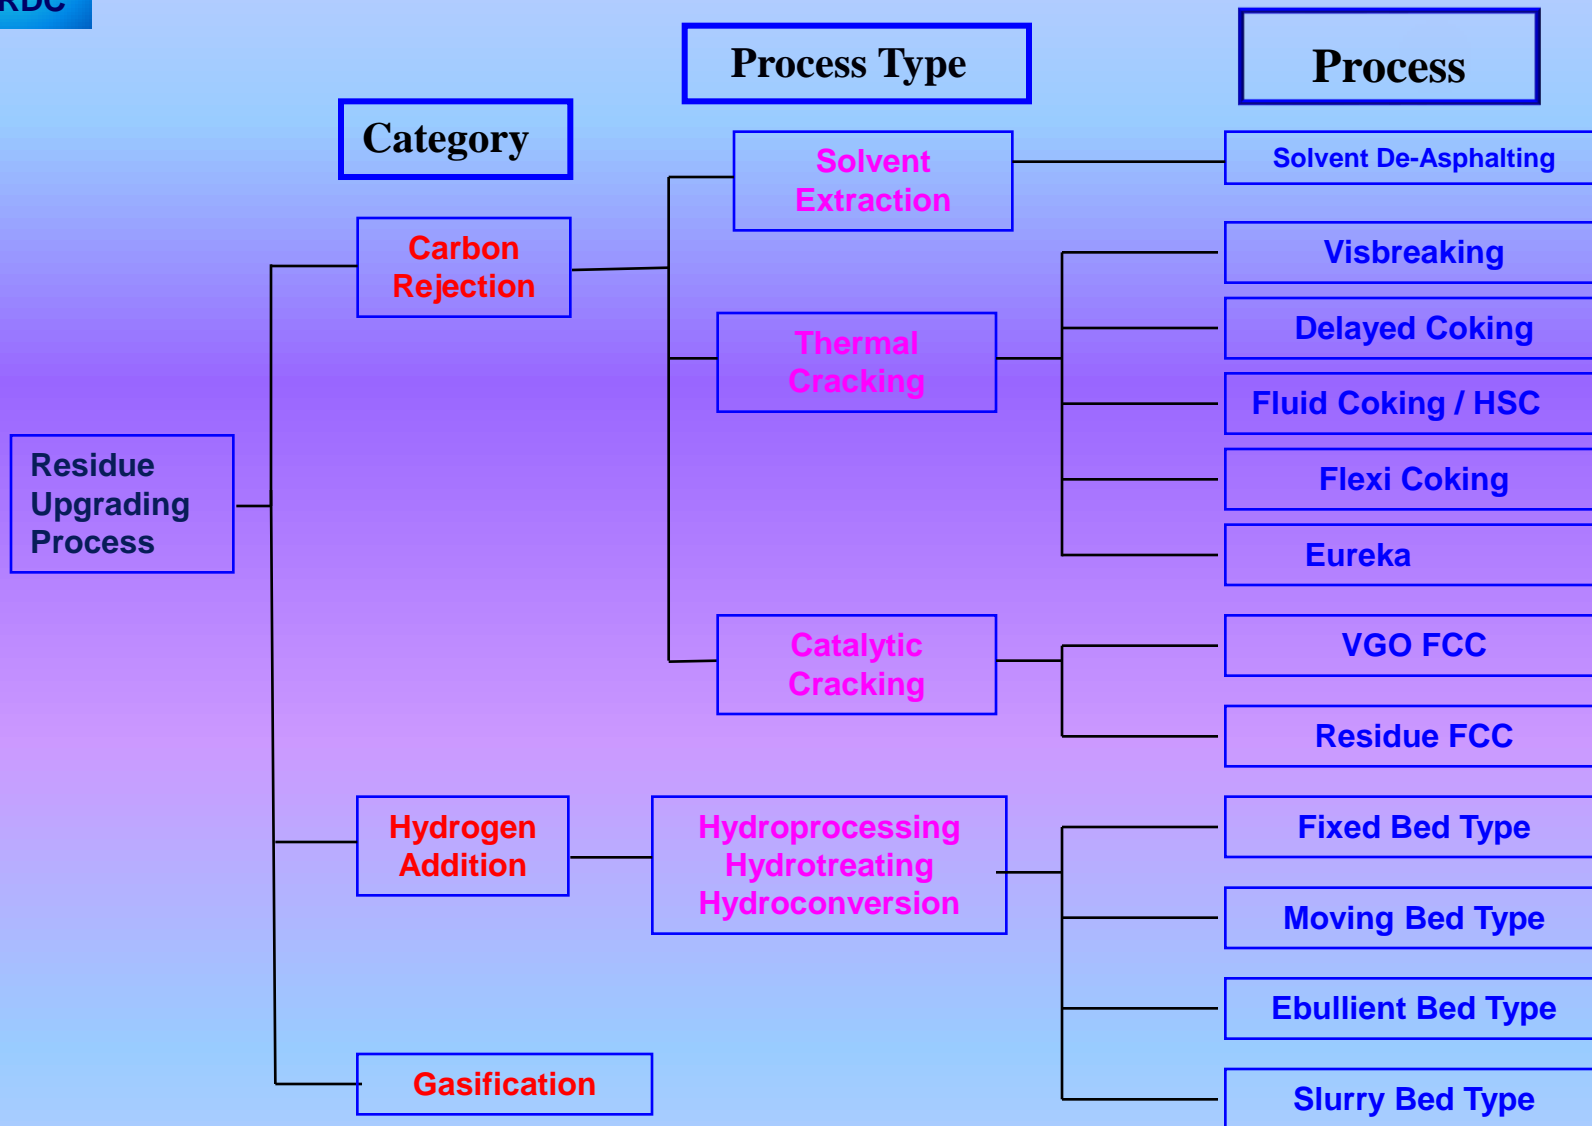 RDC
Process Type
Process
Category
Solvent
Extraction
Solvent De-Asphalting
Carbon
Rejection
Visbreaking
Delayed Coking
Thermal
Cracking
Fluid Coking / HSC
Flexi Coking
Eureka
Residue
Upgrading
Process
Catalytic
Cracking
VGO FCC
Residue FCC
Hydrogen
Addition
Hydroprocessing
Hydrotreating
Hydroconversion
Fixed Bed Type
Moving Bed Type
Ebullient Bed Type
Slurry Bed Type
Gasification